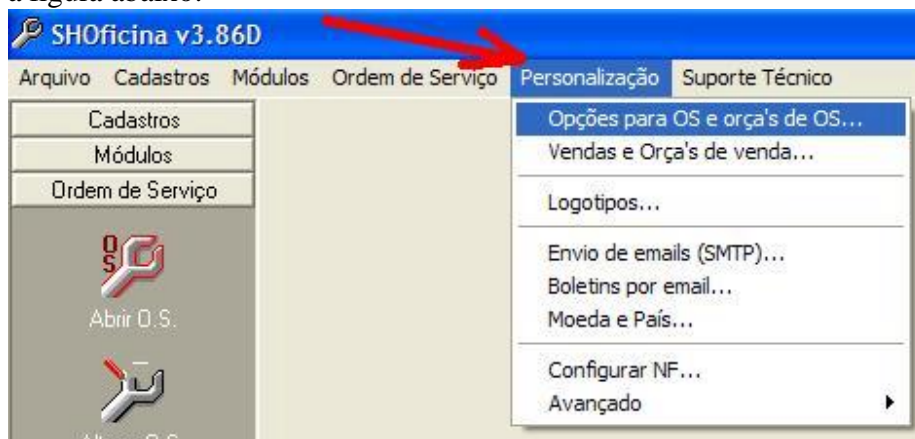 a figura abaixo:
SHOficina v3.86D
Arquivo Cadastros Módulos Ordem de Serviço Personalização Suporte Técnico
Cadastros
Módulos
Ordem de Serviço
OS
Abrir O.S.
Opções para OS e orça's de OS...
Vendas e Orça's de venda...
Logotipos...
Envio de emails (SMTP)...
Boletins por email...
Moeda e País...
Configurar NF...
Avançado